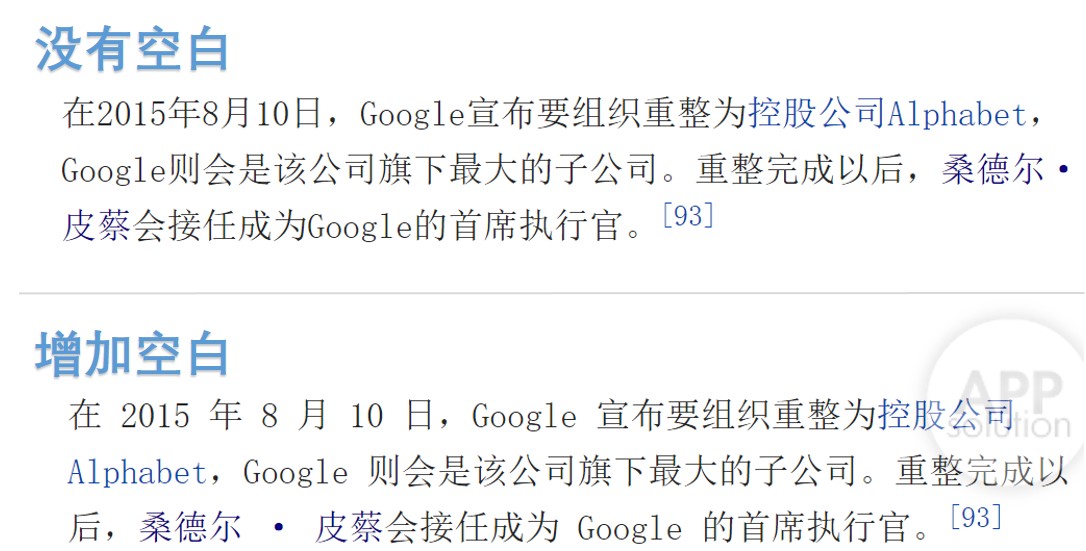 没有空白
在2015年8月10日，Google宣布要组织重整为控股公司Alphabet，
Google则会是该公司旗下最大的子公司。重整完成以后，桑德尔·
皮蔡会接任成为Google的首席执行官。[93]
增加空白
在 2015 年 8 月 10 日，Google 宣布要组织重整为控股公司
Alphabet，Google 则会是该公司旗下最大的子公司。重整完成以
后，桑德尔 · 皮蔡会接任成为 Google 的首席执行官。[93]
APP
solution